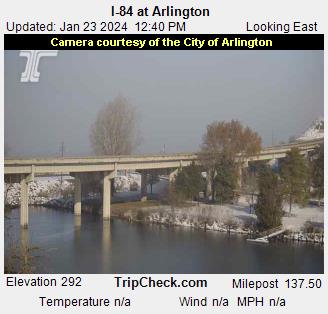 I-84 at Arlington
Updated: Jan 23 2024 12:40 PM Looking East
Camera courtesy of the City of Arlington
Elevation 292 TripCheck.com Milepost 137.50
Temperature n/a Wind n/a MPH n/a